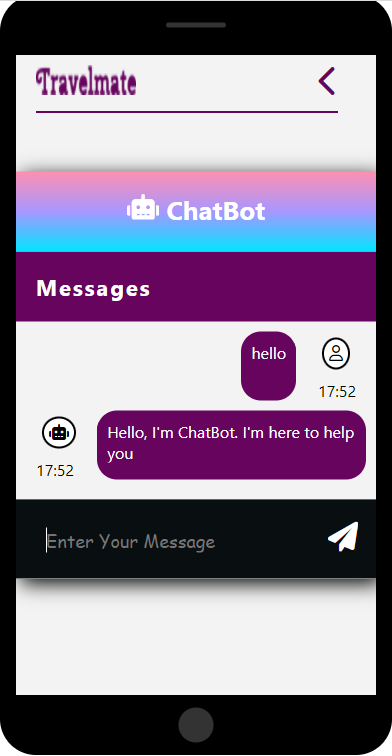 Travelmate
ChatBot
Messages
hello
17:52
Hello, I'm ChatBot. I'm here to help
you
17:52
Enter Your Message